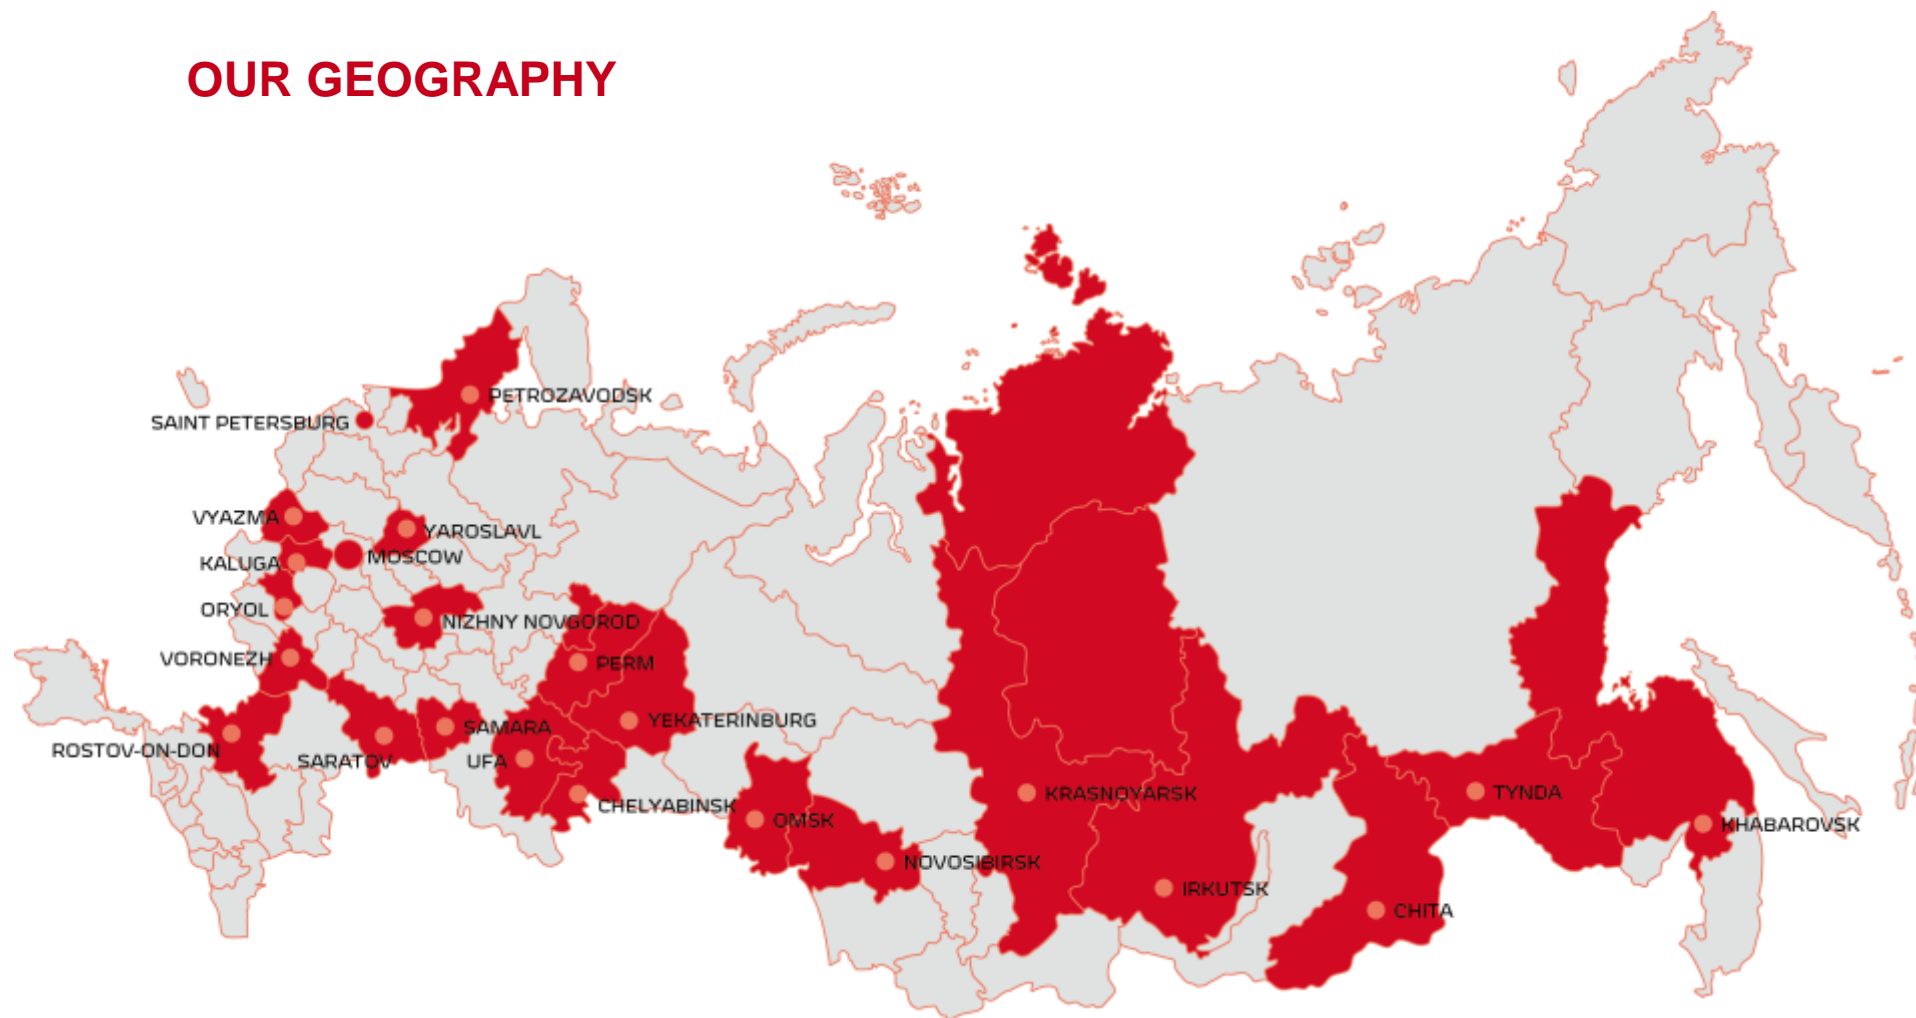 OUR GEOGRAPHY
PETROZAVODSK
SAINT PETERSBURG
VYAZMA
YAROSLAVL
MOSCOW
KALUGA
ORYOL
NIZHNY NOVGOROD
VORONEZH
PERM
YEKATERINBURG
SAMARA
ROSTOV-ON-DON
SARATOV
UFA
CHELYABINSK
OMSK
KRASNOYARSK
TYNDA
KHABAROVSK
NOVOSIBIRSK
IRKUTSK
CHITA